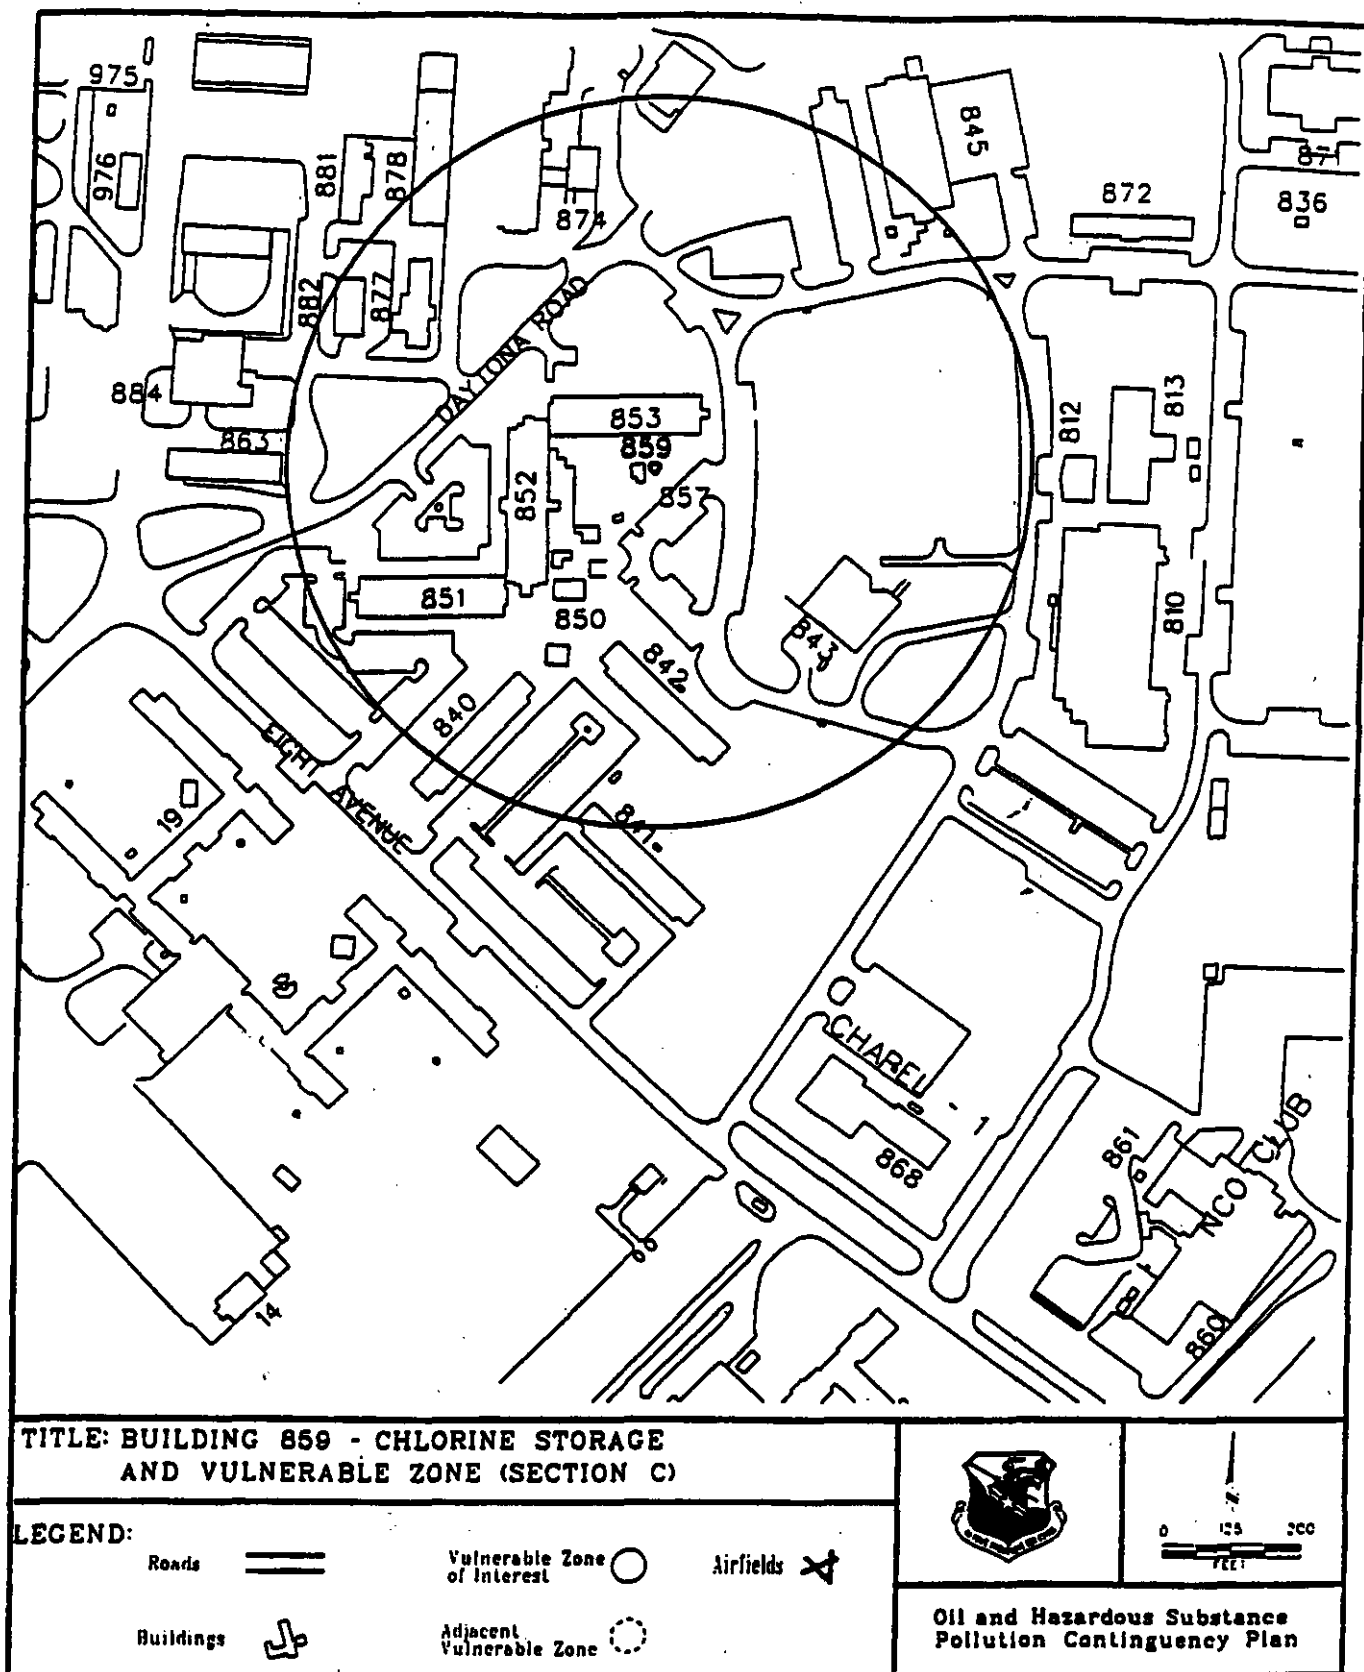 975
976
881
878
874
845
872
871
836
882
877
DAYTONA ROAD
884
863
853
859
852
857
812
813
851
850
810
843
842
840
EIGHT AVENUE
19
841
CHAPEL
868
861
NCO CLUB
860
14
TITLE: BUILDING 859 - CHLORINE STORAGE
AND VULNERABLE ZONE (SECTION C)
LEGEND:
Roads
Vulnerable Zone
of Interest
Airfields
Buildings
Adjacent
Vulnerable Zone
0
FEET
Oil and Hazardous Substance
Pollution Continguency Plan